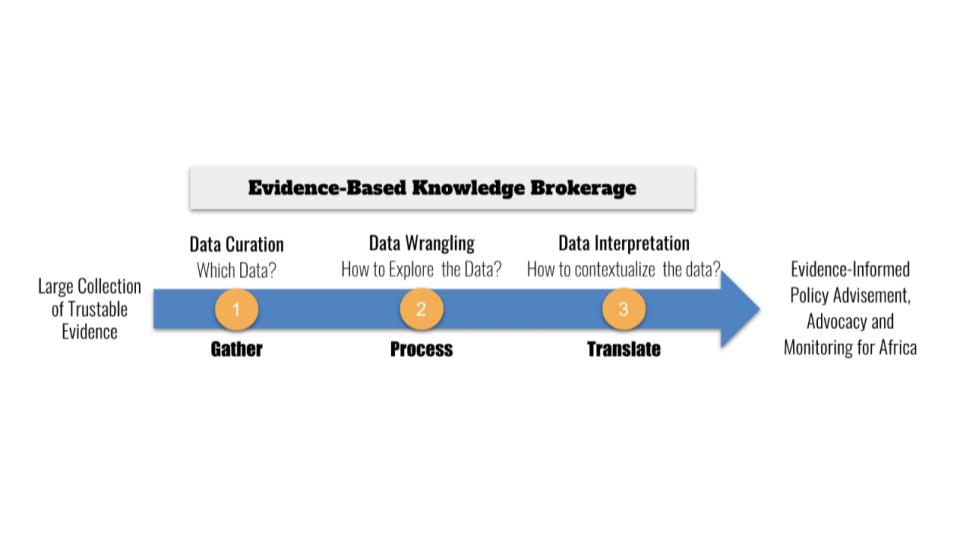 Evidence-Based Knowledge Brokerage
Data Curation
Which Data?
Data Wrangling
How to Explore the Data?
Data Interpretation
How to contextualize the data?
Large Collection
of Trustable
Evidence
1
2
3
Gather
Process
Translate
Evidence-Informed
Policy Advisement,
Advocacy and
Monitoring for Africa